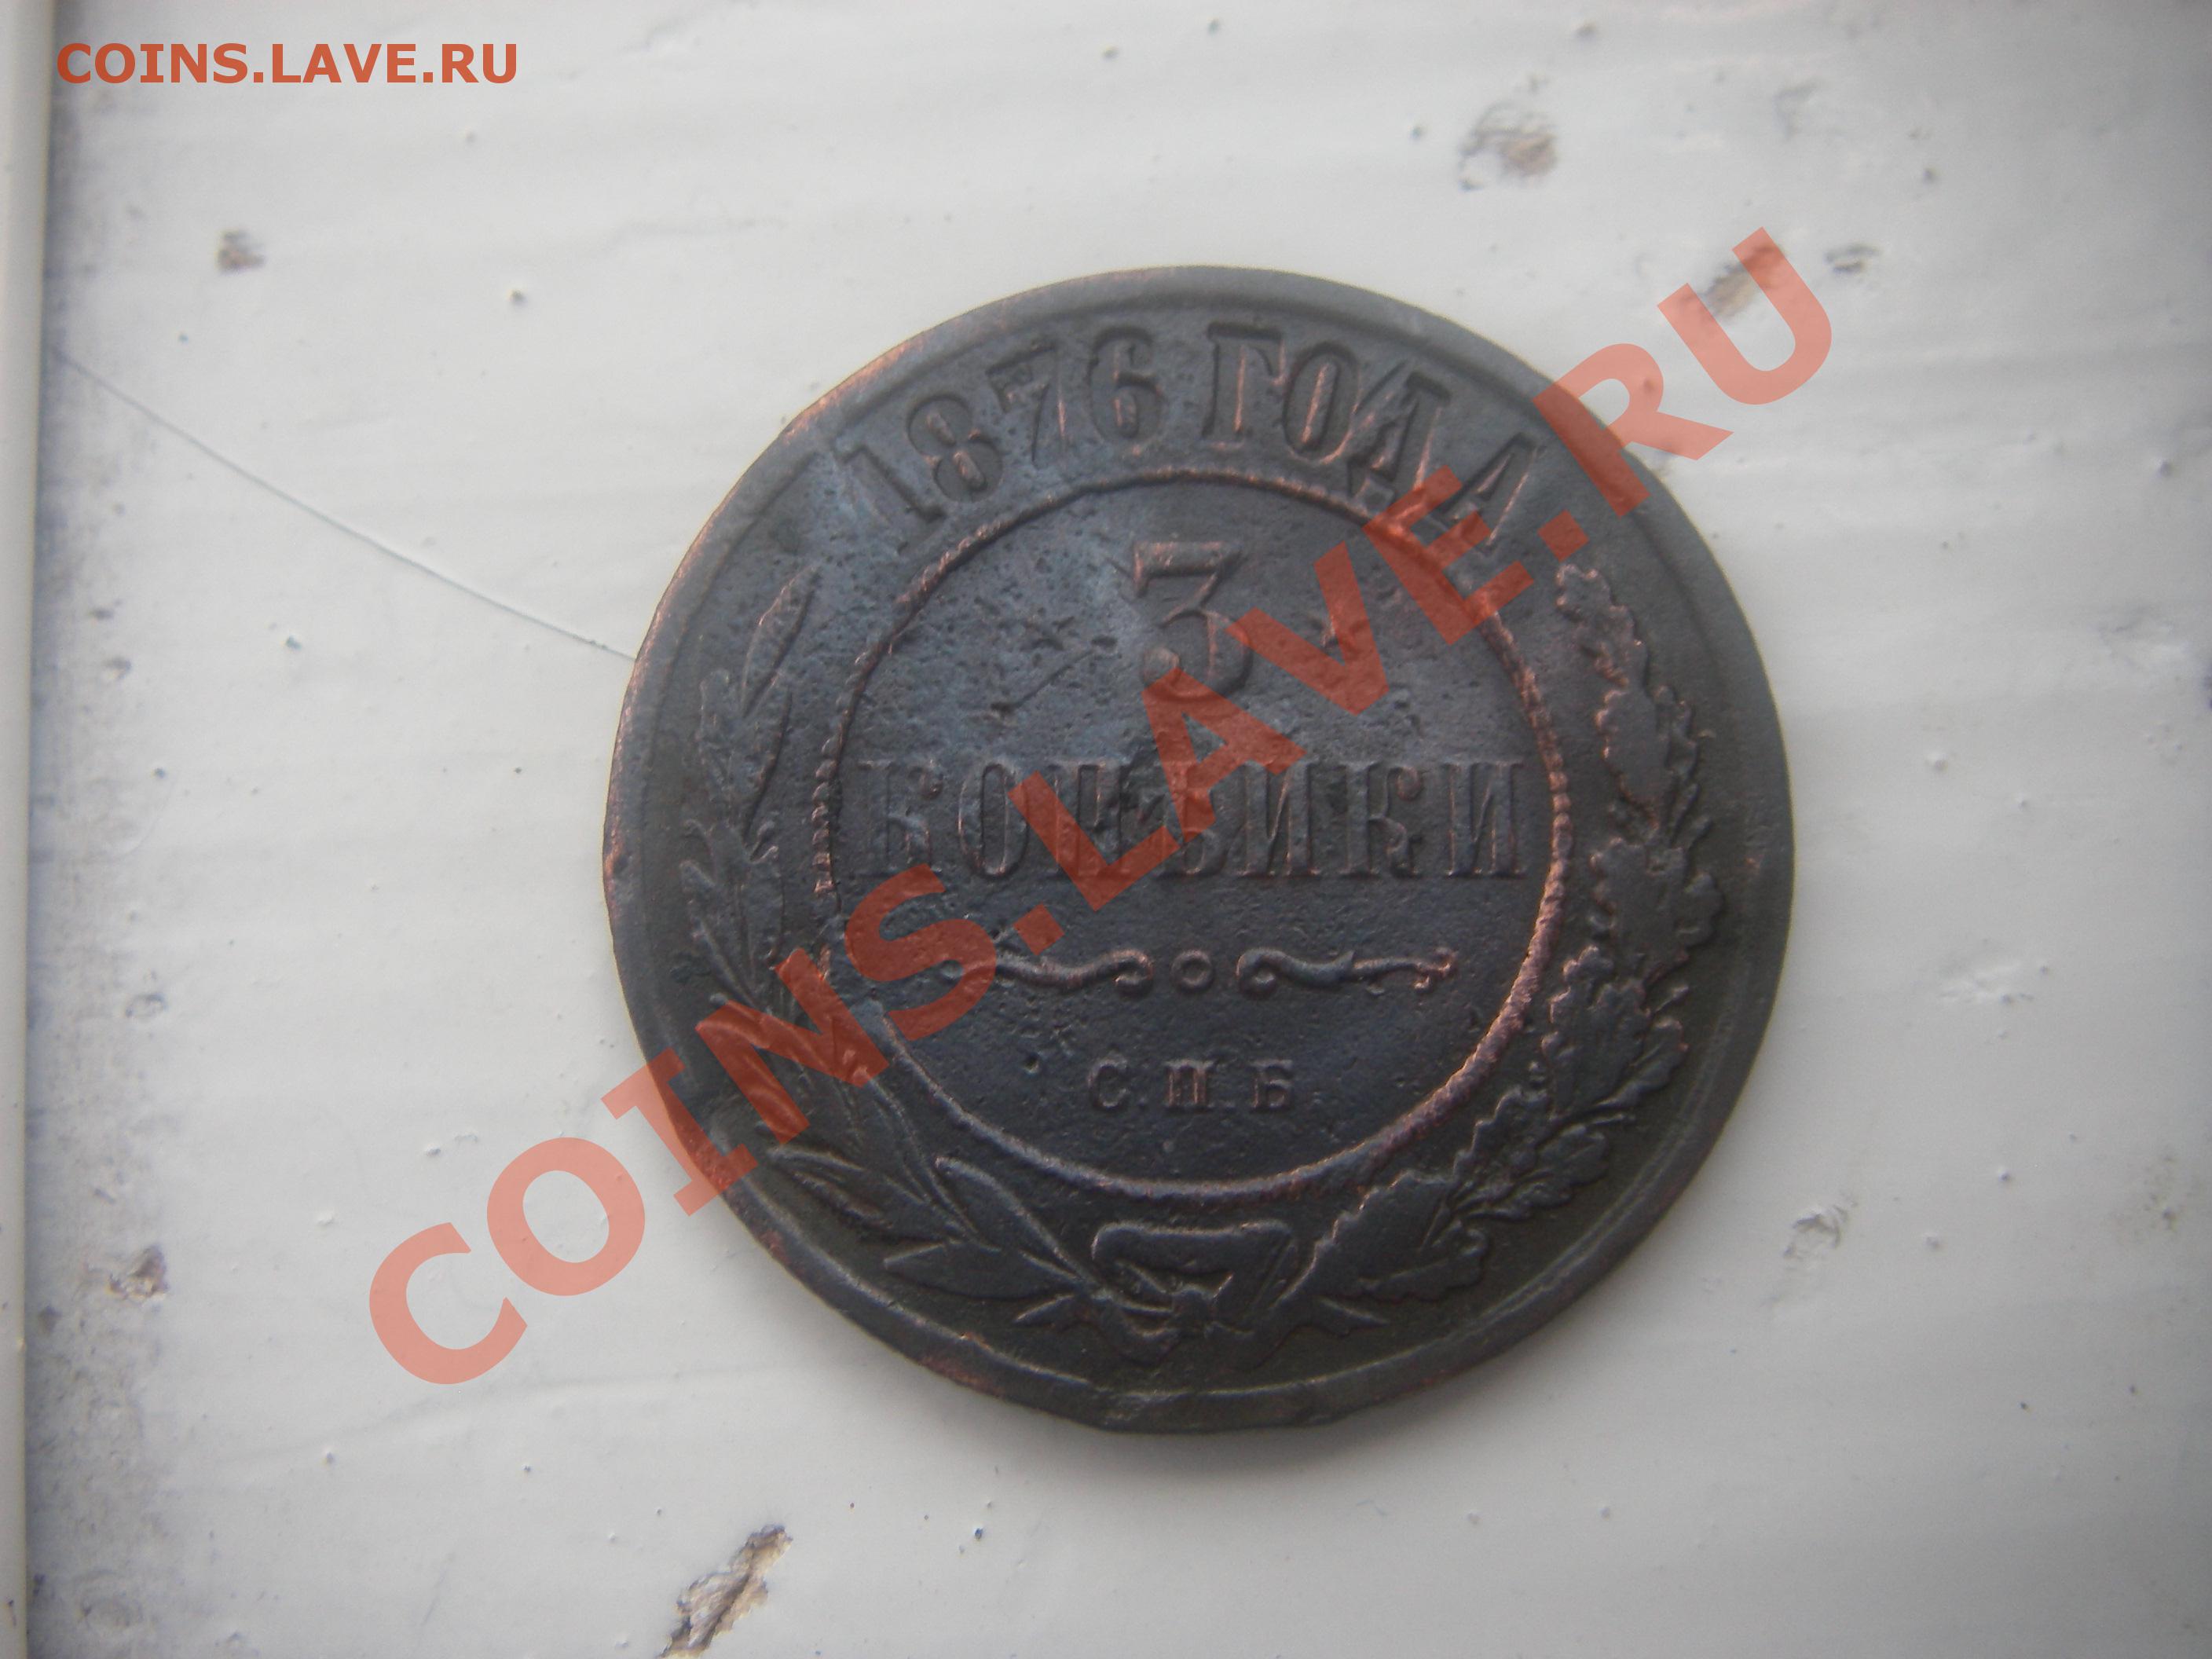 COINS.LAVE.RU
1876 ГОДА
3
КОПѢЙКИ
С.П.Б.
COINS.LAVE.RU